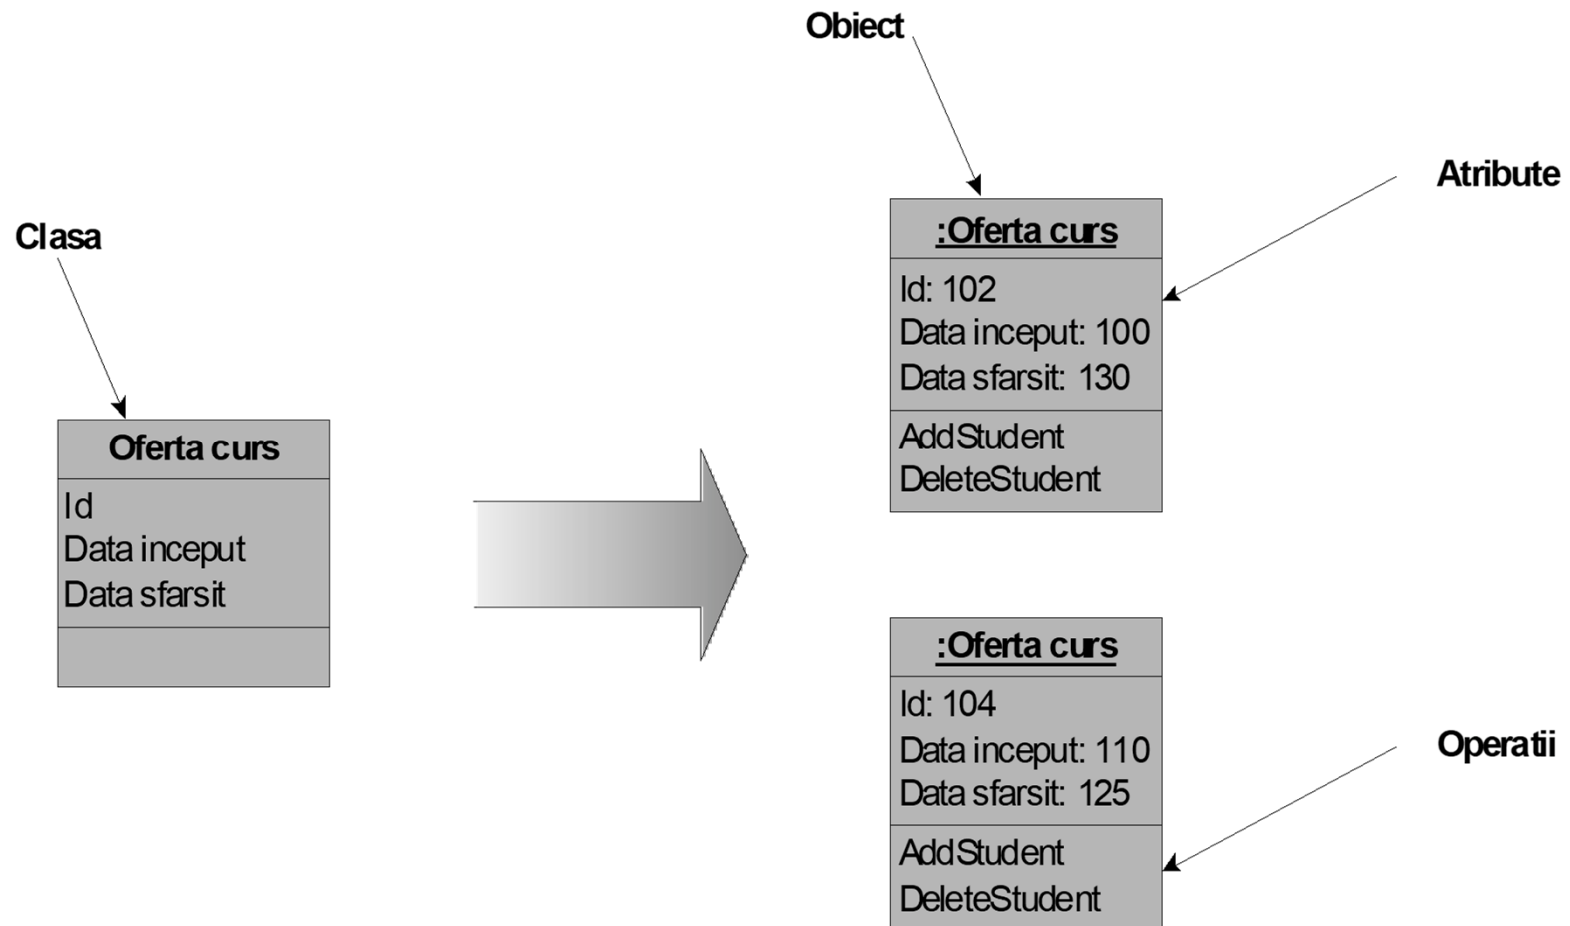 Obiect
Atribute
Clasa
Oferta curs
Id
Data inceput
Data sfarsit
:Oferta curs
Id: 102
Data inceput: 100
Data sfarsit: 130
AddStudent
DeleteStudent
:Oferta curs
Id: 104
Data inceput: 110
Data sfarsit: 125
AddStudent
DeleteStudent
Operatii